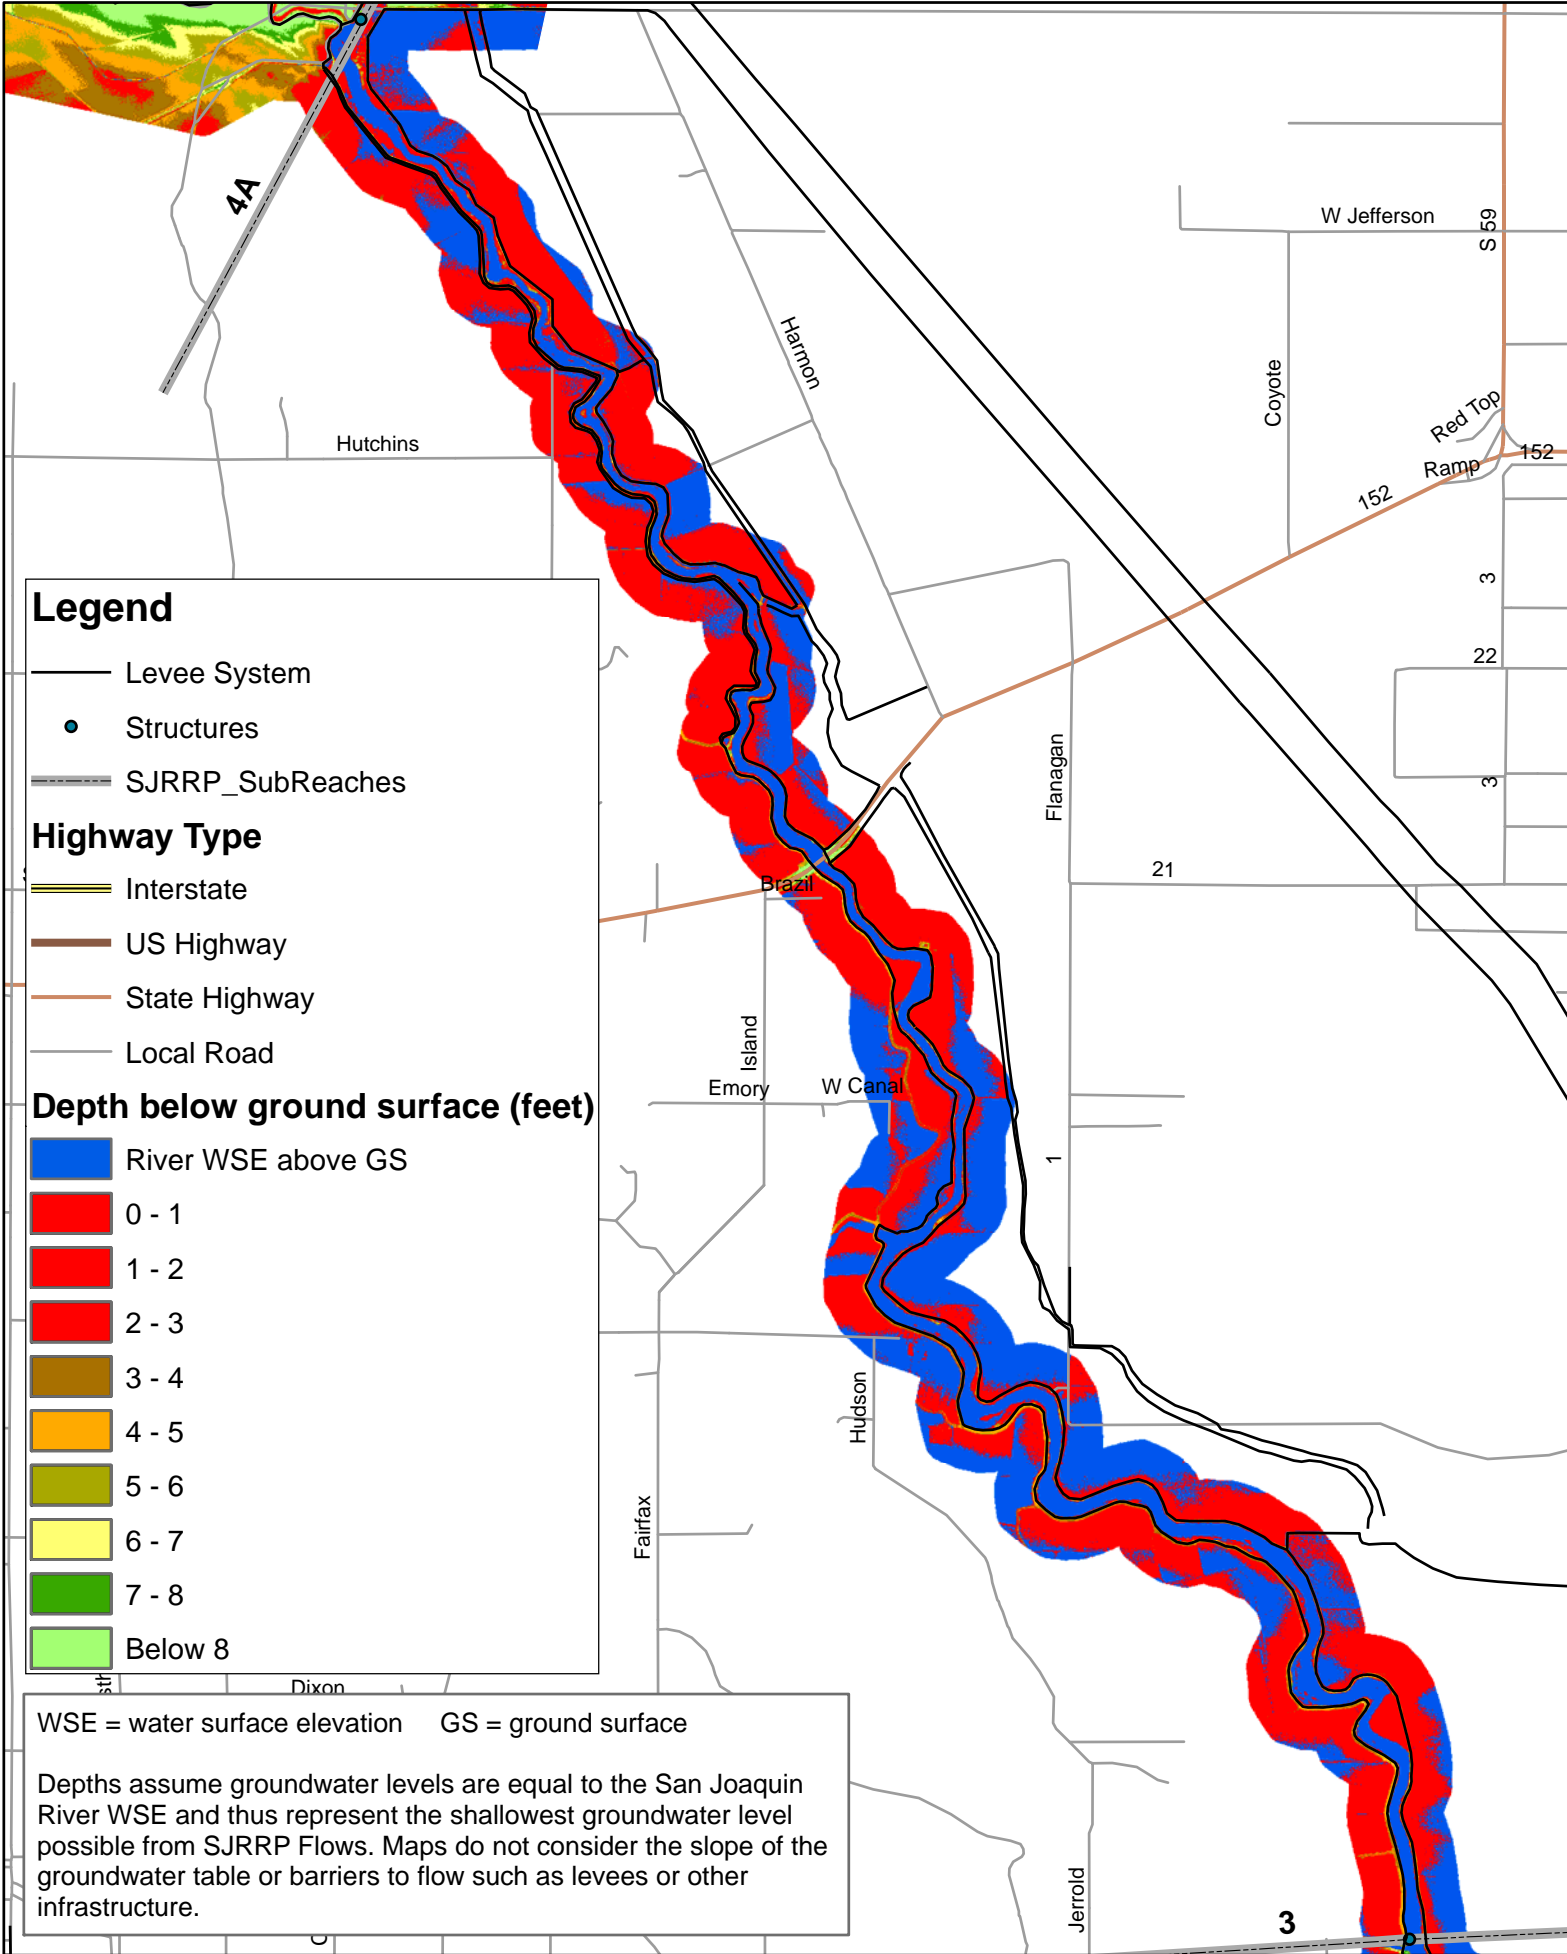 4A
W Jefferson
S 59
Harmon
Coyote
Red Top
Ramp
152
152
Hutchins
3
22
3
Flanagan
21
Brazil
Island
Emory
W Canal
1
Hudson
Fairfax
Jerrold
3
Legend
Levee System
Structures
SJRRP_SubReaches
Highway Type
Interstate
US Highway
State Highway
Local Road
Depth below ground surface (feet)
River WSE above GS
0 - 1
1 - 2
2 - 3
3 - 4
4 - 5
5 - 6
6 - 7
7 - 8
Below 8
Dixon
WSE = water surface elevation GS = ground surface
Depths assume groundwater levels are equal to the San Joaquin
River WSE and thus represent the shallowest groundwater level
possible from SJRRP Flows. Maps do not consider the slope of the
groundwater table or barriers to flow such as levees or other
infrastructure.